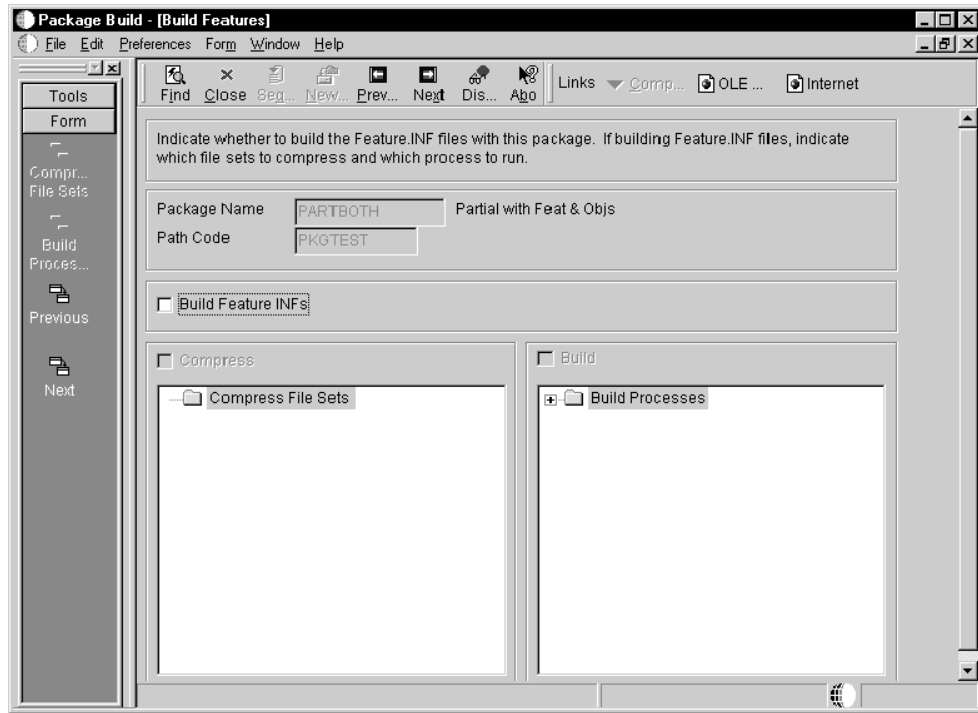 Package Build - [Build Features]
File Edit Preferences Form Window Help
Tools
Form
Compr...
File Sets
Build
Proces...
Previous
Next
Find Close Seq... New... Prev... Next Dis... Abo Links Comp... OLE ... Internet
Indicate whether to build the Feature.INF files with this package. If building Feature.INF files, indicate
which file sets to compress and which process to run.
Package Name PARTBOTH Partial with Feat & Objs
Path Code PKGTEST
Build Feature INFs
Compress
Compress File Sets
Build
Build Processes